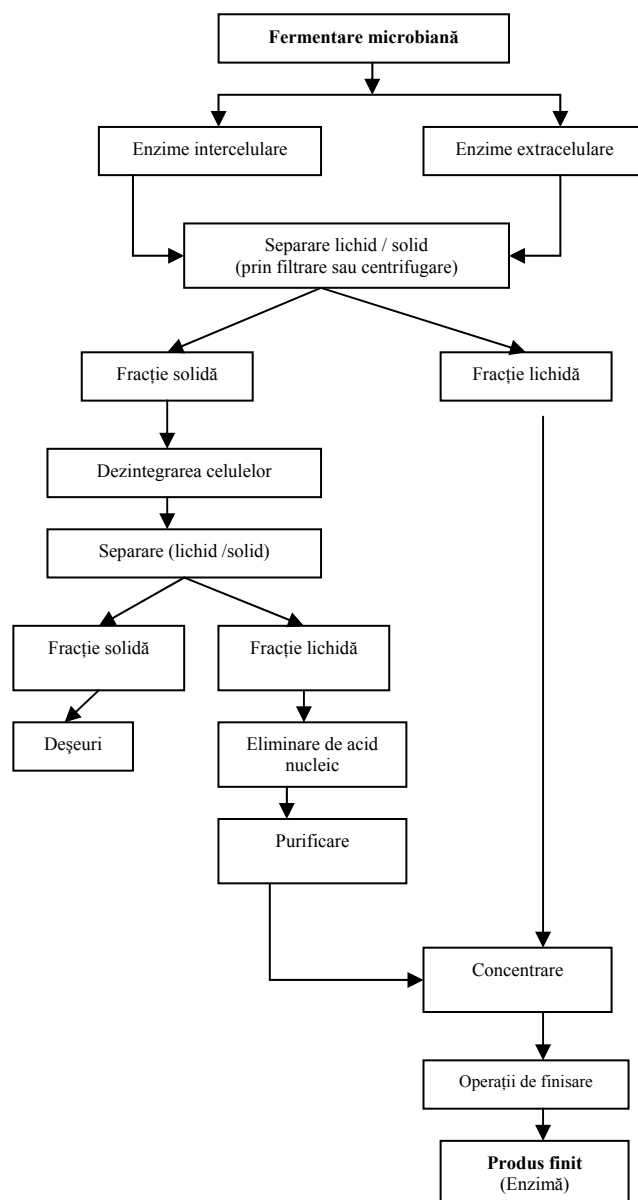 Fermentare microbiană
Enzime intercelulare
Enzime extracelulare
Separare lichid / solid
(prin filtrare sau centrifugare)
Fracție solidă
Fracție lichidă
Dezintegrarea celulelor
Separare (lichid /solid)
Fracție solidă
Fracție lichidă
Deşeuri
Eliminare de acid
nucleic
Purificare
Concentrare
Operații de finisare
Produs finit
(Enzimă)